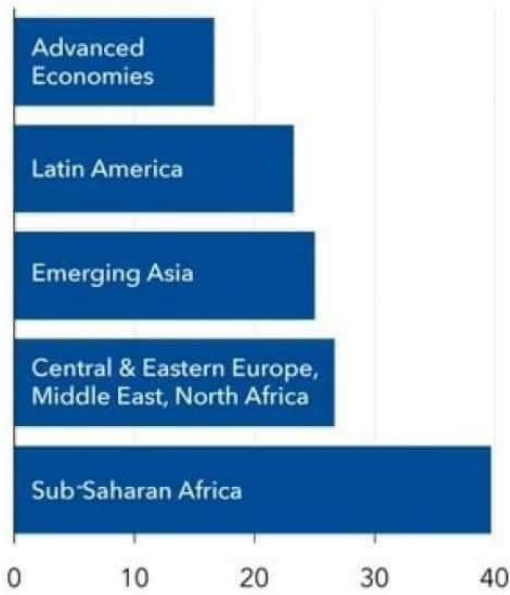 Advanced
Economies
Latin America
Emerging Asia
Central & Eastern Europe,
Middle East, North Africa
Sub-Saharan Africa
0 10 20 30 40